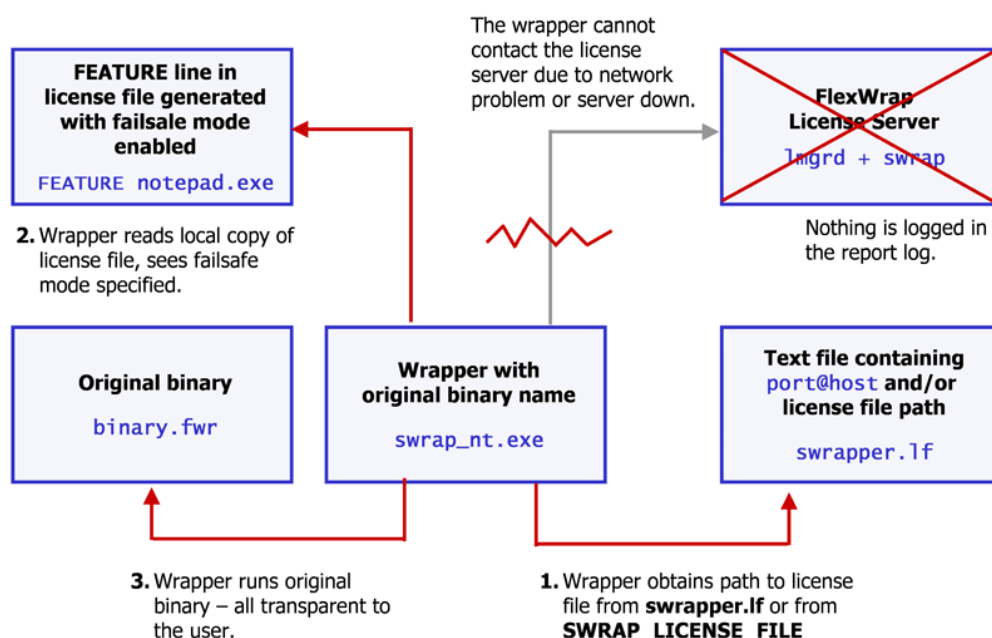 The wrapper cannot
contact the license
server due to network
problem or server down.
FEATURE line in
license file generated
with failsale mode
enabled
FEATURE notepad.exe
FlexWrap
License Server
lmgrd + swrap
2. Wrapper reads local copy of
license file, sees failsafe
mode specified.
Nothing is logged in
the report log.
Original binary
binary.fwr
Wrapper with
original binary name
swrap_nt.exe
Text file containing
port@host and/or
license file path
swrapper.lf
3. Wrapper runs original
binary – all transparent to
the user.
1. Wrapper obtains path to license
file from swrapper.lf or from
SWRAP_LICENSE_FILE